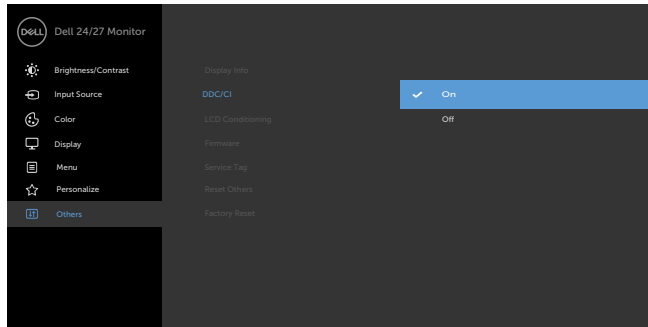 DELL Dell 24/27 Monitor
Brightness/Contrast
Input Source
Color
Display
Menu
Personalize
Others
Display Info
DDC/CI
LCD Conditioning
Firmware
Service Tag
Reset Others
Factory Reset
On
Off